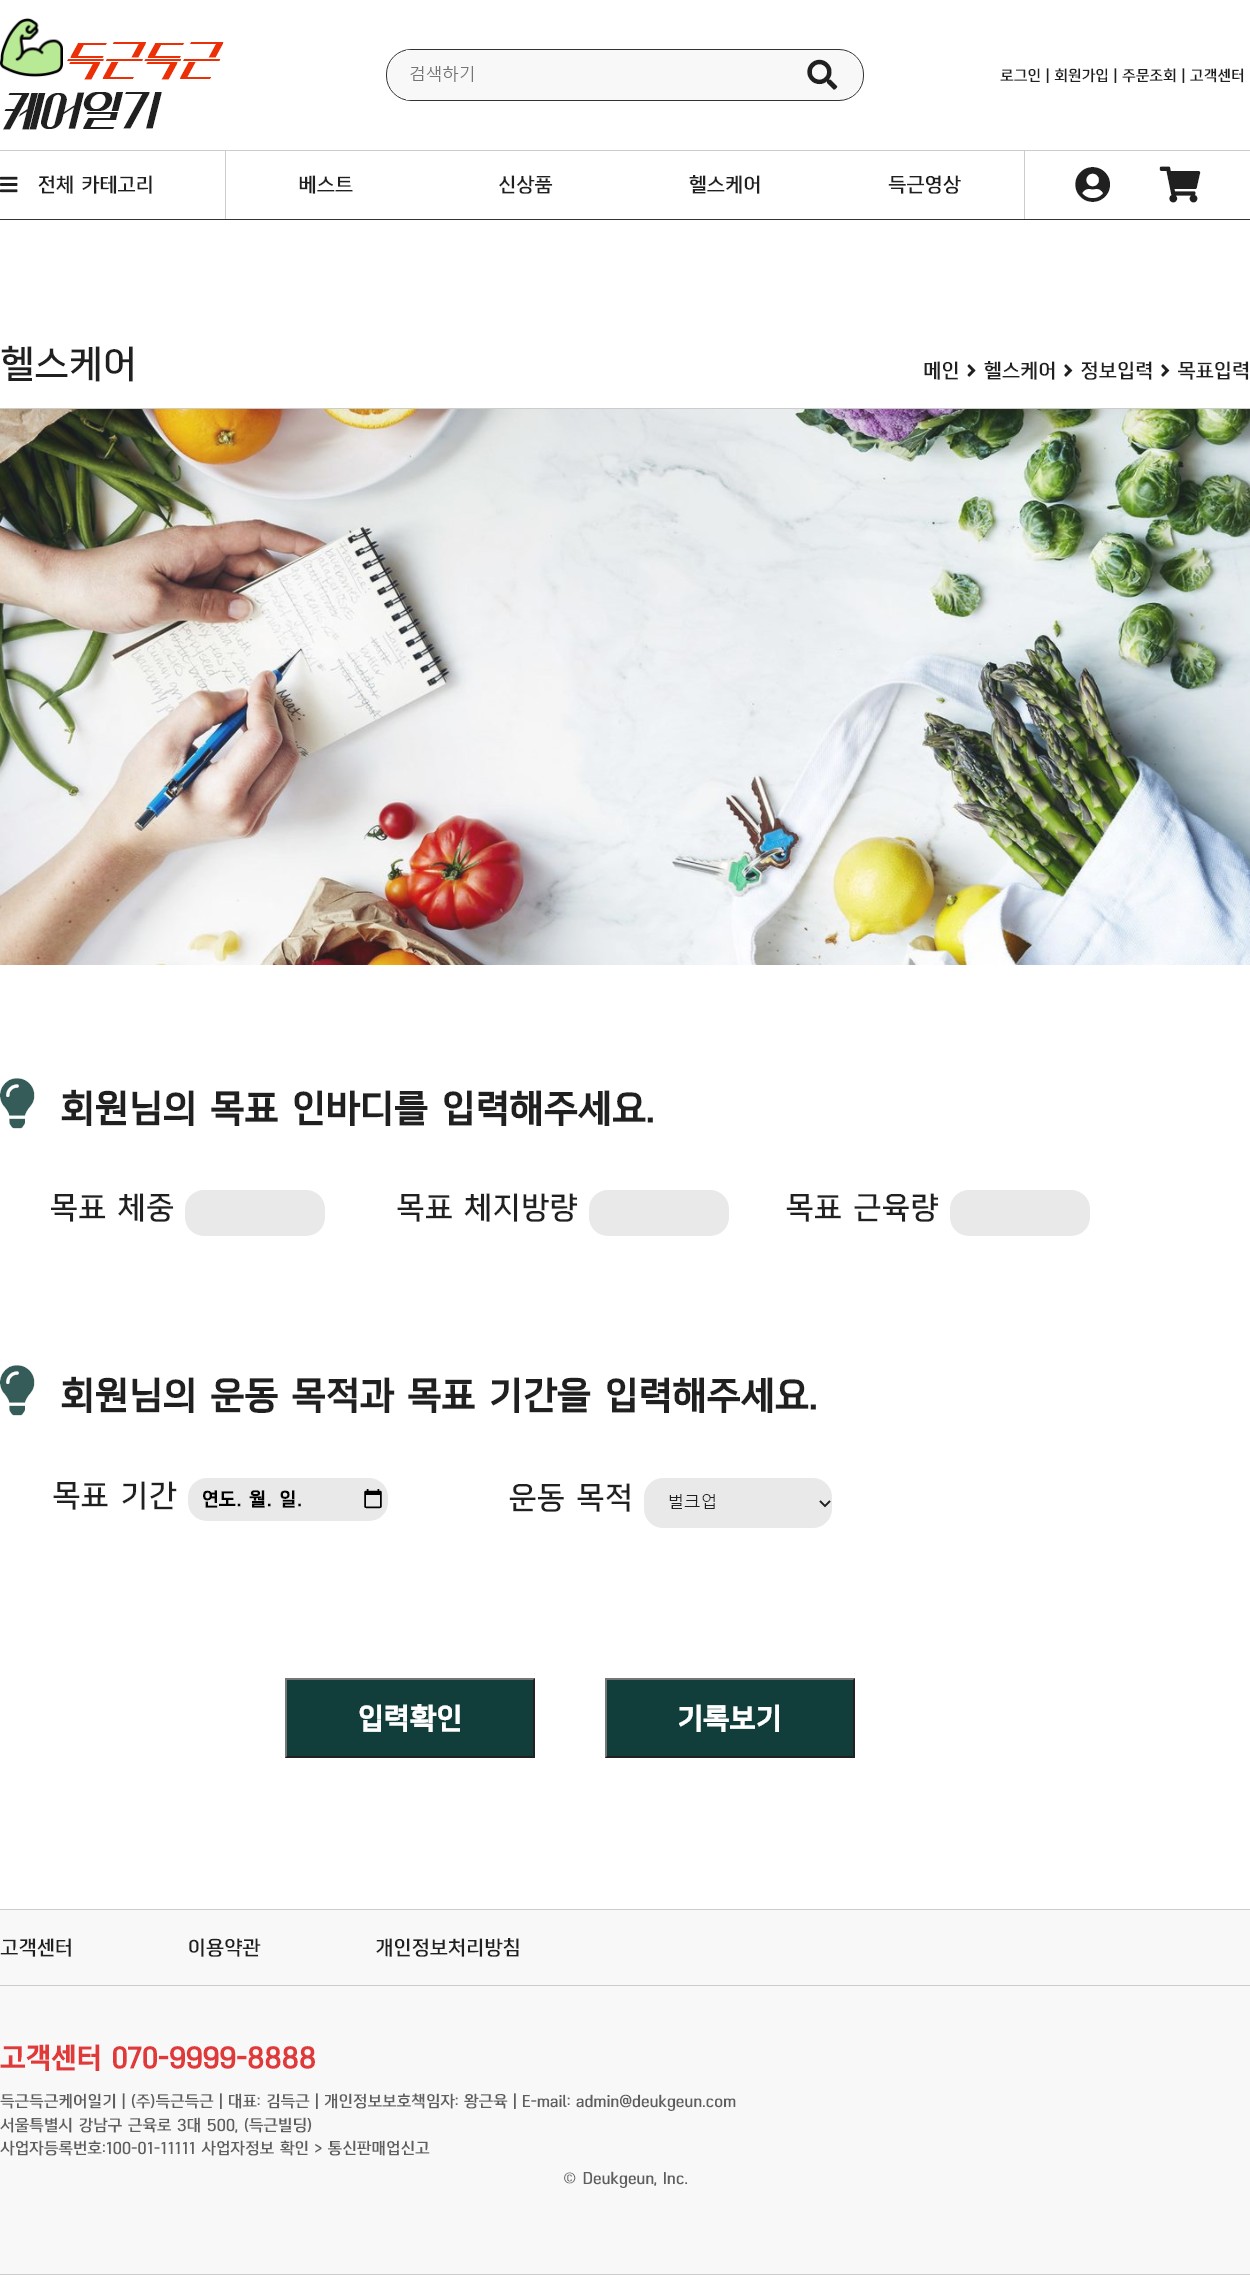 득근득근
케어일기
검색하기
로그인 | 회원가입 | 주문조회 | 고객센터
전체 카테고리
베스트
신상품
헬스케어
득근영상
헬스케어
메인 > 헬스케어 > 정보입력 > 목표입력
Meat:
회원님의 목표 인바디를 입력해주세요.
목표 체중
목표 체지방량
목표 근육량
회원님의 운동 목적과 목표 기간을 입력해주세요.
목표 기간 연도. 월. 일.
운동 목적 벌크업
입력확인
기록보기
고객센터
이용약관
개인정보처리방침
고객센터 070-9999-8888
득근득근케어일기 | (주)득근득근 | 대표: 김득근 | 개인정보보호책임자: 왕근육 | E-mail: admin@deukgeun.com
서울특별시 강남구 근육로 3대 500, (득근빌딩)
사업자등록번호:100-01-11111 사업자정보 확인 > 통신판매업신고
© Deukgeun, Inc.